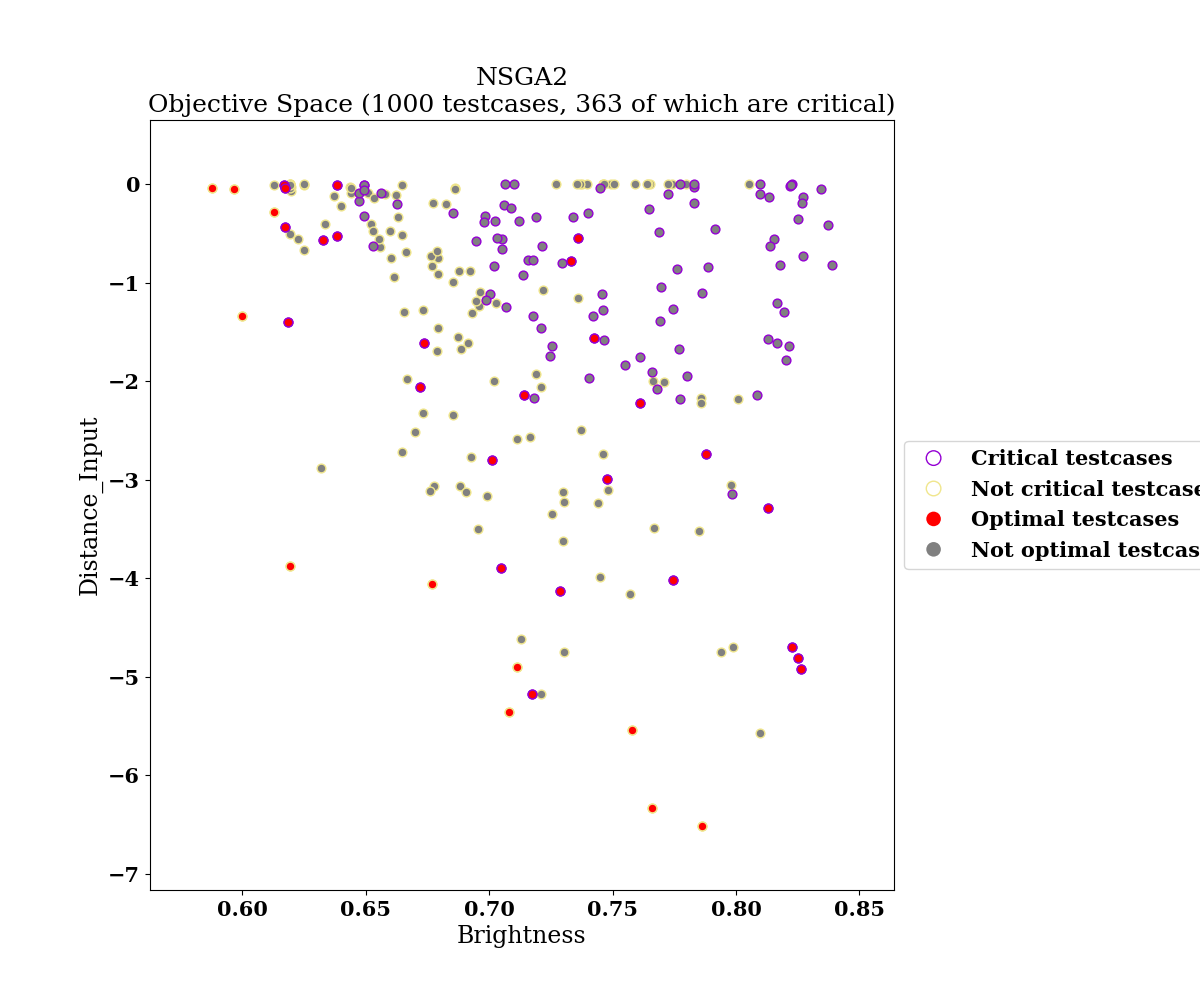 NSGA2
Objective Space (1000 testcases, 363 of which are critical)
0
−1
−2
−3
−4
−5
−6
−7
Distance_Input
0.60 0.65 0.70 0.75 0.80 0.85
Brightness
Critical testcases
Not critical testcase
Optimal testcases
Not optimal testcas